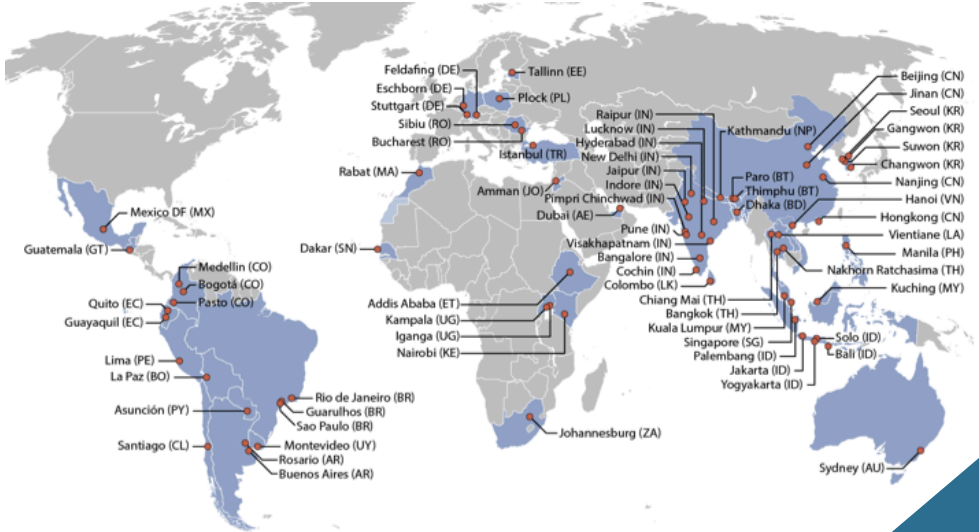 Feldafing (DE)
Tallinn (EE)
Eschborn (DE)
Stuttgart (DE)
Plock (PL)
Sibiu (RO)
Bucharest (RO)
Istanbul (TR)
Rabat (MA)
Amman (JO)
Dubai (AE)
Dakar (SN)
Addis Ababa (ET)
Kampala (UG)
Iganga (UG)
Nairobi (KE)
Johannesburg (ZA)
Mexico DF (MX)
Guatemala (GT)
Medellin (CO)
Bogotá (CO)
Pasto (CO)
Quito (EC)
Guayaquil (EC)
Lima (PE)
La Paz (BO)
Rio de Janeiro (BR)
Guarulhos (BR)
Sao Paulo (BR)
Asunción (PY)
Santiago (CL)
Montevideo (UY)
Rosario (AR)
Buenos Aires (AR)
Raipur (IN)
Lucknow (IN)
Hyderabad (IN)
New Delhi (IN)
Jaipur (IN)
Indore (IN)
Pimpri Chinchwad (IN)
Pune (IN)
Visakhapatnam (IN)
Bangalore (IN)
Cochin (IN)
Colombo (LK)
Kathmandu (NP)
Paro (BT)
Thimphu (BT)
Dhaka (BD)
Beijing (CN)
Jinan (CN)
Seoul (KR)
Gangwon (KR)
Suwon (KR)
Changwon (KR)
Nanjing (CN)
Hanoi (VN)
Hongkong (CN)
Vientiane (LA)
Manila (PH)
Nakhorn Ratchasima (TH)
Kuching (MY)
Chiang Mai (TH)
Bangkok (TH)
Kuala Lumpur (MY)
Singapore (SG)
Palembang (ID)
Jakarta (ID)
Yogyakarta (ID)
Solo (ID)
Bali (ID)
Sydney (AU)